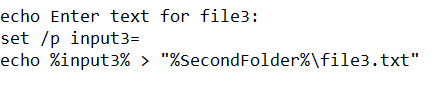 echo Enter text for file3:
set /p input3=
echo %input3% > "%SecondFolder%\file3.txt"